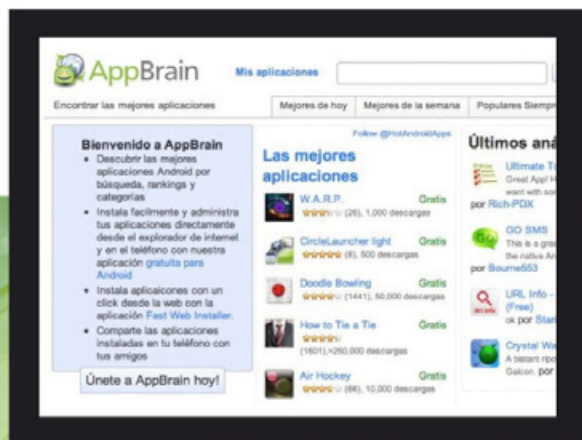 AppBrain
Mis aplicaciones
Encontrar las mejores aplicaciones
Mejores de hoy
Mejores de la semana
Populares Siempr
Bienvenido a AppBrain
• Descubrir las mejores
aplicaciones Android por
búsqueda, rankings y
categorías
• Instala facilmente y administra
tus aplicaciones directamente
desde el explorador de internet
y en el teléfono con nuestra
aplicación gratuita para
Android
• Instala aplicaicones con un
click desde la web con la
aplicación Fast Web Installer.
• Comparte las aplicaciones
instaladas en tu teléfono con
tus amigos
Únete a AppBrain hoy!
Follow @HotAndroidApps
Las mejores
aplicaciones
W.A.R.P. Gratis
(26), 1,000 descargas
CircleLauncher light Gratis
(8), 500 descargas
Doodle Bowling Gratis
(1441), 50,000 descargas
How to Tie a Tie Gratis
(1601),>250,000 descargas
Air Hockey Gratis
(66), 10,000 descargas
Últimos aná
Ultimate To
Great App! H
want with son
por Rich-PDX
GO SMS
This is a grea
the native An
por Bourne553
URL Info -
(Free)
ok por Stan
Crystal Wa
A blatant ripo
Galcon. por